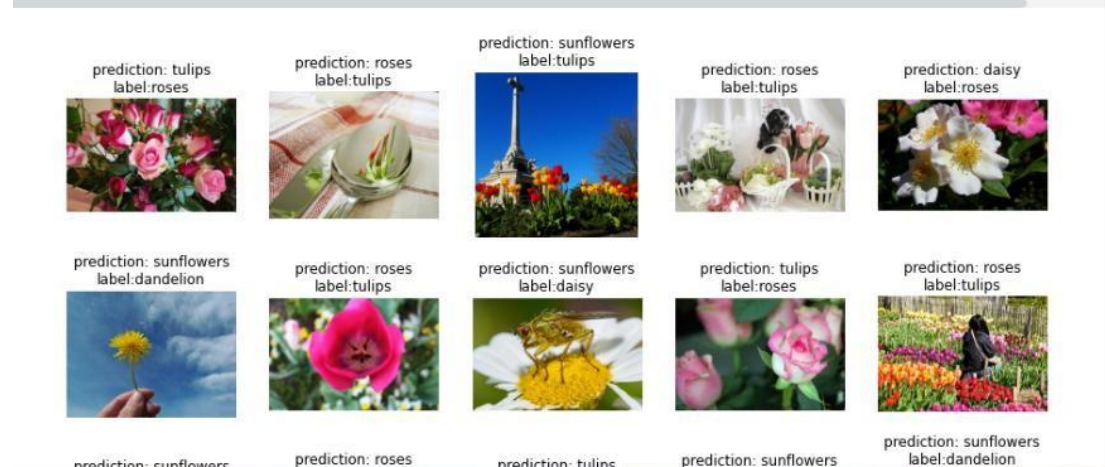 prediction: tulips
label:roses
prediction: roses
label:tulips
prediction: sunflowers
label:tulips
prediction: roses
label:tulips
prediction: daisy
label:roses
prediction: sunflowers
label:dandelion
prediction: roses
label:tulips
prediction: sunflowers
label:daisy
prediction: tulips
label:roses
prediction: roses
label:tulips
prediction: sunflowers
prediction: roses
prediction: tulips
prediction: sunflowers
prediction: sunflowers
label:dandelion